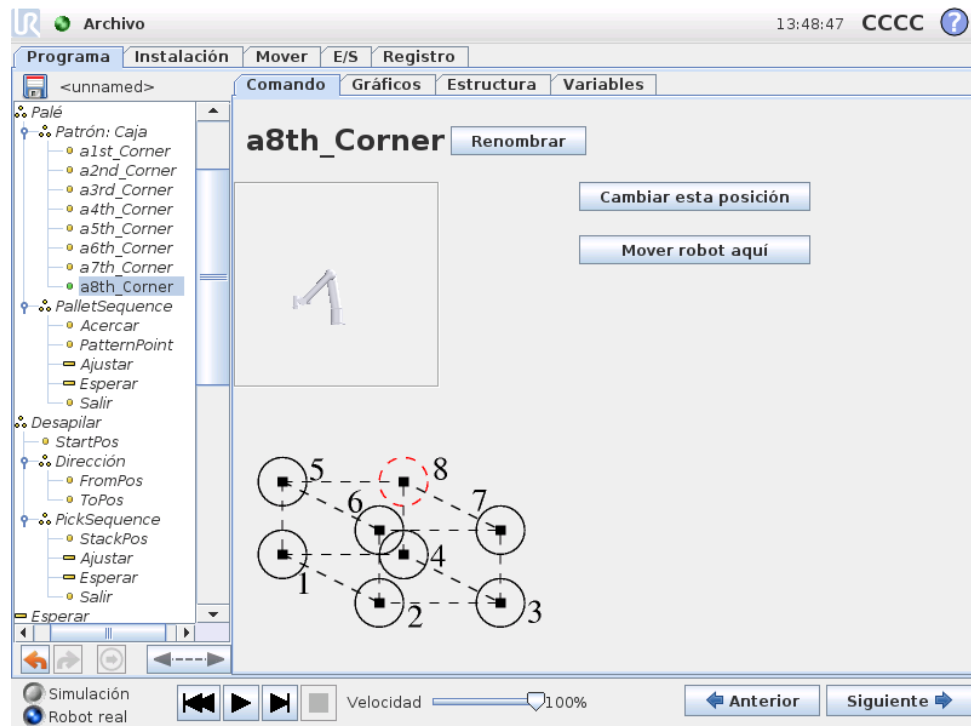 UR Archivo 13:48:47 CCCC ?
Programa Instalación Mover E/S Registro
<unnamed>
Comando Gráficos Estructura Variables
Palé
Patrón: Caja
a1st_Corner
a2nd_Corner
a3rd_Corner
a4th_Corner
a5th_Corner
a6th_Corner
a7th_Corner
a8th_Corner
PalletSequence
Acercar
PatternPoint
Ajustar
Esperar
Salir
Desapilar
StartPos
Dirección
FromPos
ToPos
PickSequence
StackPos
Ajustar
Esperar
Salir
Esperar
a8th_Corner Renombrar
Cambiar esta posición
Mover robot aquí
5 8
6 7
1 4
2 3
Simulación
Robot real
Velocidad 100%
Anterior Siguiente